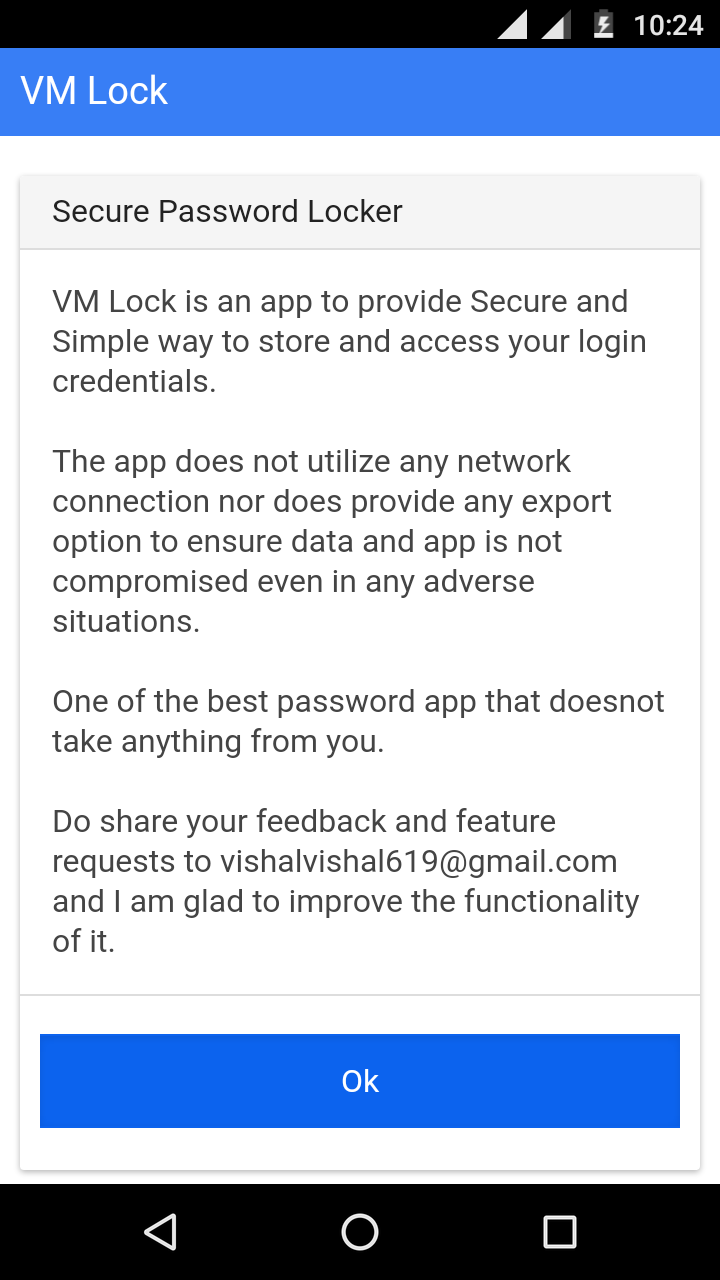 10:24
VM Lock
Secure Password Locker
VM Lock is an app to provide Secure and
Simple way to store and access your login
credentials.
The app does not utilize any network
connection nor does provide any export
option to ensure data and app is not
compromised even in any adverse
situations.
One of the best password app that doesnot
take anything from you.
Do share your feedback and feature
requests to vishalvishal619@gmail.com
and I am glad to improve the functionality
of it.
Ok